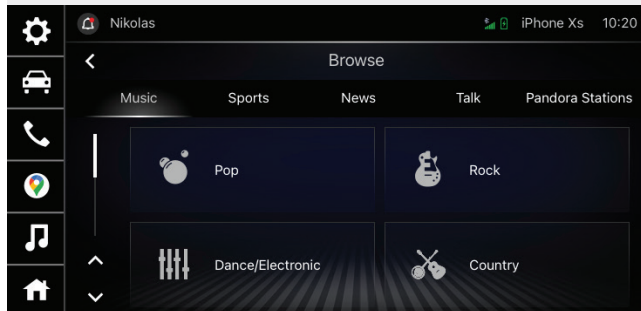 Nikolas iPhone Xs 10:20
Browse
Music Sports News Talk Pandora Stations
Pop Rock
Dance/Electronic Country